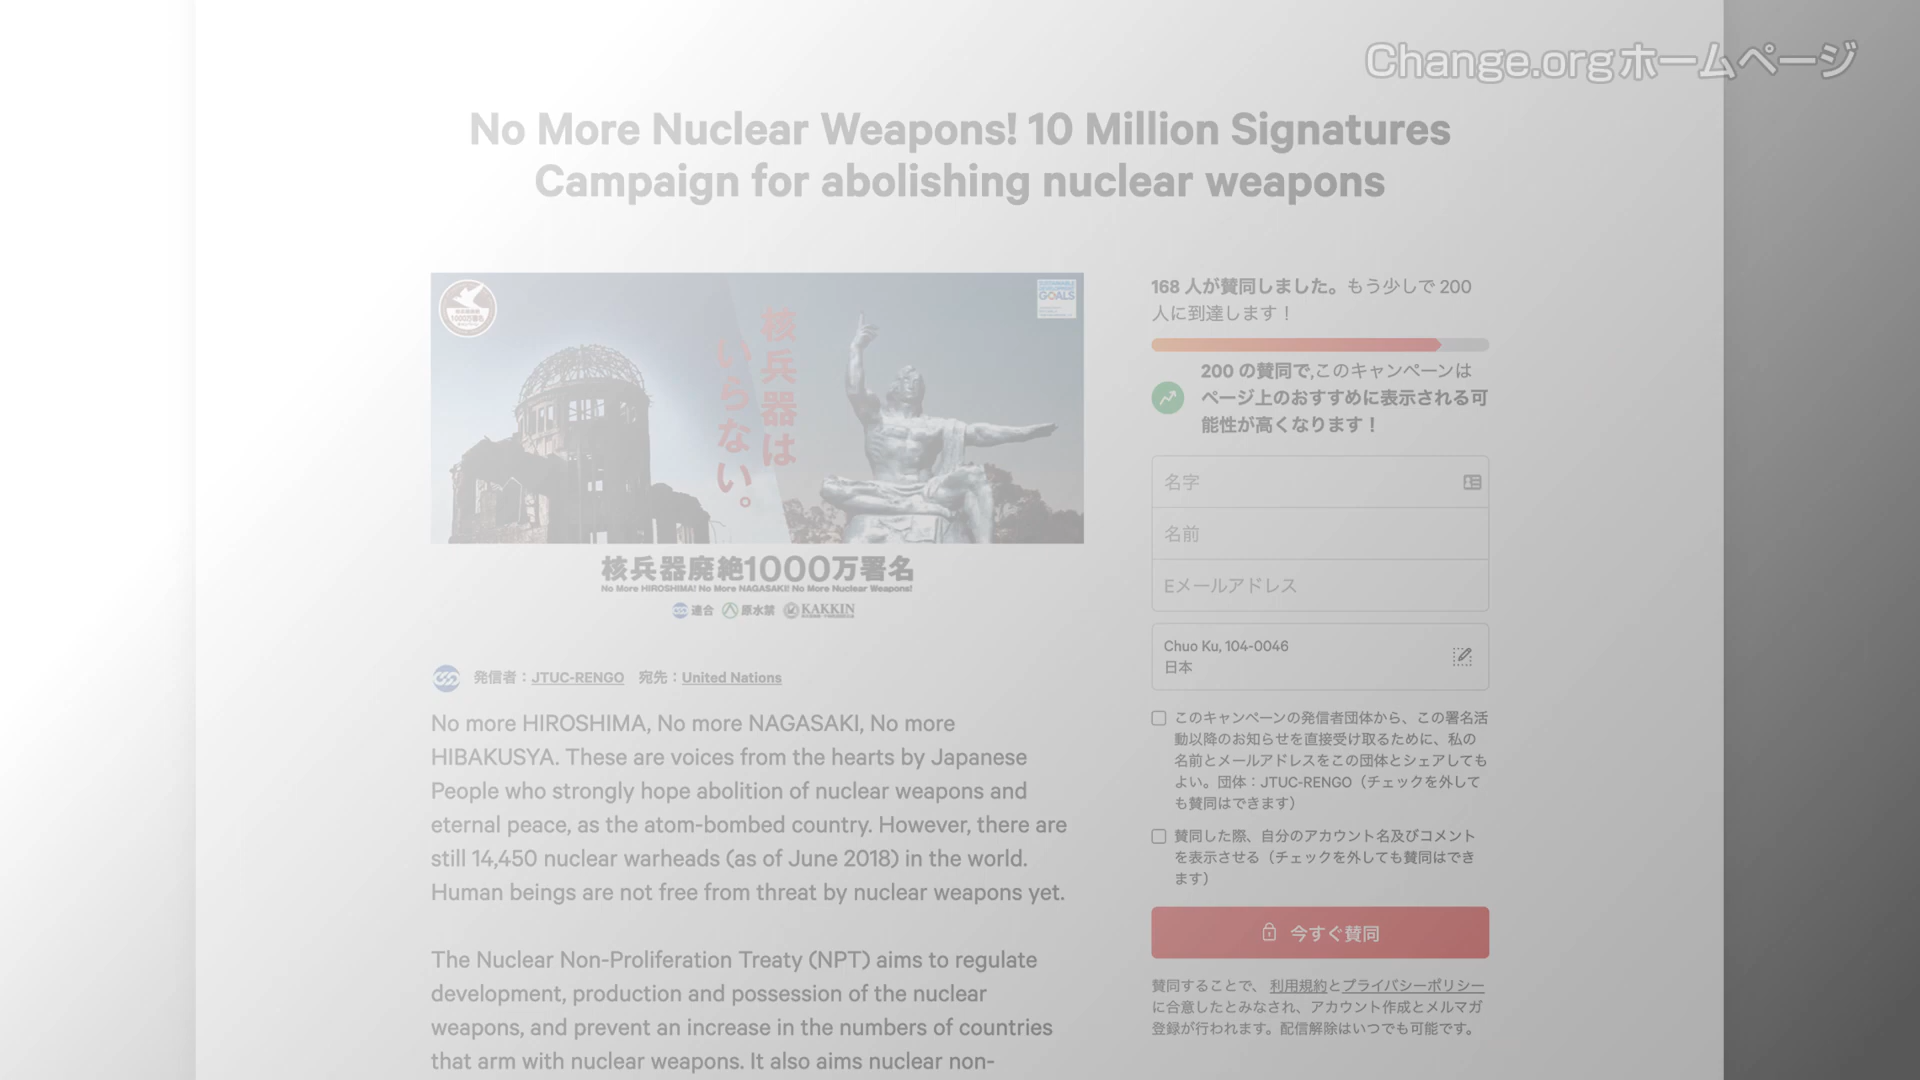 Change.orgホームページ
No More Nuclear Weapons! 10 Million Signatures
Campaign for abolishing nuclear weapons
SUSTAINABLE
DEVELOPMENT
GOALS
核兵器は
いらない。
核兵器廃絶1000万署名
No More HIROSHIMA! No More NAGASAKI! No More Nuclear Weapons!
連合 原水禁 KAKKIN
発信者：JTUC-RENGO 宛先：United Nations
No more HIROSHIMA, No more NAGASAKI, No more
HIBAKUSYA. These are voices from the hearts by Japanese
People who strongly hope abolition of nuclear weapons and
eternal peace, as the atom-bombed country. However, there are
still 14,450 nuclear warheads (as of June 2018) in the world.
Human beings are not free from threat by nuclear weapons yet.
The Nuclear Non-Proliferation Treaty (NPT) aims to regulate
development, production and possession of the nuclear
weapons, and prevent an increase in the numbers of countries
that arm with nuclear weapons. It also aims nuclear non-
168 人が賛同しました。もう少しで 200
人に到達します！
200 の賛同で,このキャンペーンは
ページ上のおすすめに表示される可
能性が高くなります！
名字
名前
Eメールアドレス
Chuo Ku, 104-0046
日本
このキャンペーンの発信者団体から、この署名活
動以降のお知らせを直接受け取るために、私の
名前とメールアドレスをこの団体とシェアしても
よい。団体：JTUC-RENGO（チェックを外して
も賛同はできます）
賛同した際、自分のアカウント名及びコメント
を表示させる（チェックを外しても賛同はでき
ます）
今すぐ賛同
賛同することで、 利用規約とプライバシーポリシー
に合意したとみなされ、アカウント作成とメルマガ
登録が行われます。配信解除はいつでも可能です。